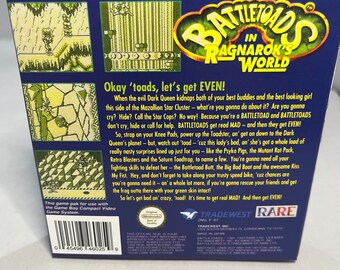 BATTLETOADS
IN
RAGNAROK'S
WORLD
Okay 'toads, let's get EVEN!
When the evil Dark Queen kidnaps both of your best buddies and the best looking girl
this side of the Mazallion Star Cluster – what're you gonna do about it? Are you gonna
cry? Hide? Call the Star Cops? No way! Because you're a BATTLETOAD and BATTLETOADS
don't cry, hide or call for help. BATTLETOADS get read MAD – and then they get EVEN!
So, strap on your Knee Pads, power up the Toadster, an' get on down to the Dark
Queen's planet – but, watch out 'toad – 'cuz this lady's bad, an' she's got a whole load of
really nasty surprises lined up just for you – like the Psyko Pigs, the Mutant Rat Pack,
Retro Blasters and the Saturn Toadtrap, to name a few. You're gonna need all your
fighting skills to defeat her – the Battletoad Butt, the Big Bad Boot and the awesome Kiss
My Fist. Hey, and don't forget to take along your trusty speed bike, 'cuz chances are
you're gonna need it – an' a whole lot more, if you're gonna rescue your friends and get
the frog outta there with your green skin intact!
So let's get bad an' crazy, 'toad! It's time to get real MAD! And then get EVEN!
This game pak for use with
the Game Boy Compact Video
Game System.
0 45496 46025 9
Nintendo
TRADEWEST
RARE
TRADEWEST, INC.